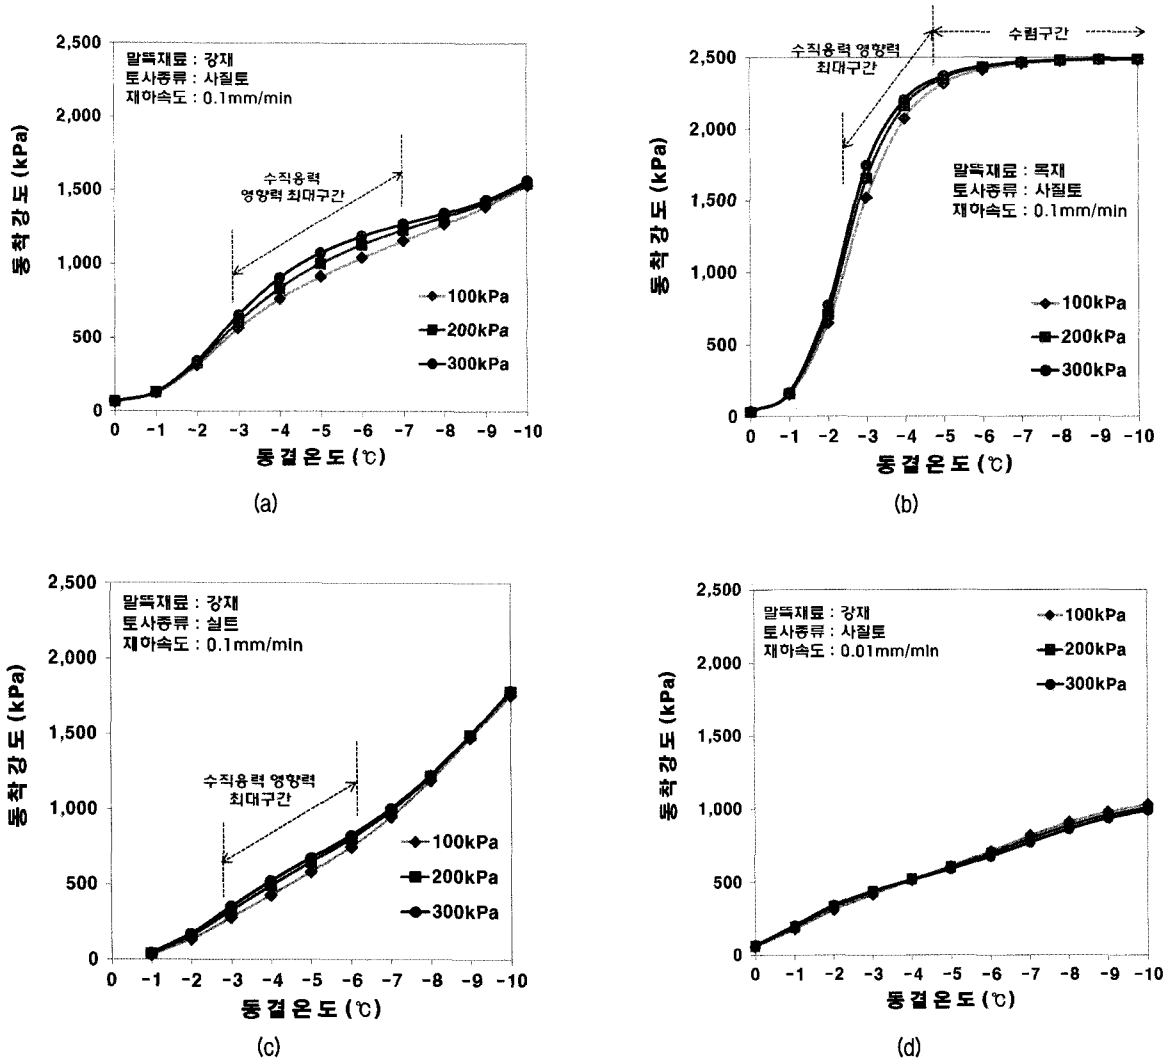 2,500
2,000
1,500
1,000
500
0
동착강도(kPa)
말뚝재료 : 강재
토사종류 : 사질토
재하속도 : 0.1mm/min
수직응력
영향력 최대구간
100kPa
200kPa
300kPa
0 -1 -2 -3 -4 -5 -6 -7 -8 -9 -10
동결온도(℃)
(a)
2,500
2,000
1,500
1,000
500
0
동착강도(kPa)
수직응력 영향력
최대구간
수렴구간
말뚝재료 : 목재
토사종류 : 사질토
재하속도 : 0.1mm/min
100kPa
200kPa
300kPa
0 -1 -2 -3 -4 -5 -6 -7 -8 -9 -10
동결온도(℃)
(b)
2,500
2,000
1,500
1,000
500
0
동착강도(kPa)
말뚝재료 : 강재
토사종류 : 실트
재하속도 : 0.1mm/min
수직응력 영향력
최대구간
100kPa
200kPa
300kPa
0 -1 -2 -3 -4 -5 -6 -7 -8 -9 -10
동결온도(℃)
(c)
2,500
2,000
1,500
1,000
500
0
동착강도(kPa)
말뚝재료 : 강재
토사종류 : 사질토
재하속도 : 0.01mm/min
100kPa
200kPa
300kPa
0 -1 -2 -3 -4 -5 -6 -7 -8 -9 -10
동결온도(℃)
(d)